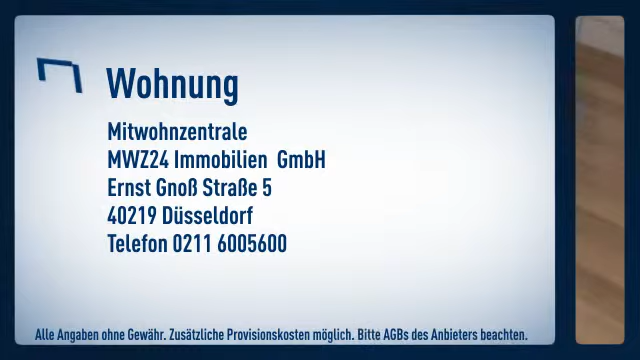 Wohnung
Mitwohnzentrale
MWZ24 Immobilien GmbH
Ernst Gnoß Straße 5
40219 Düsseldorf
Telefon 0211 6005600
Alle Angaben ohne Gewähr. Zusätzliche Provisionskosten möglich. Bitte AGBs des Anbieters beachten.